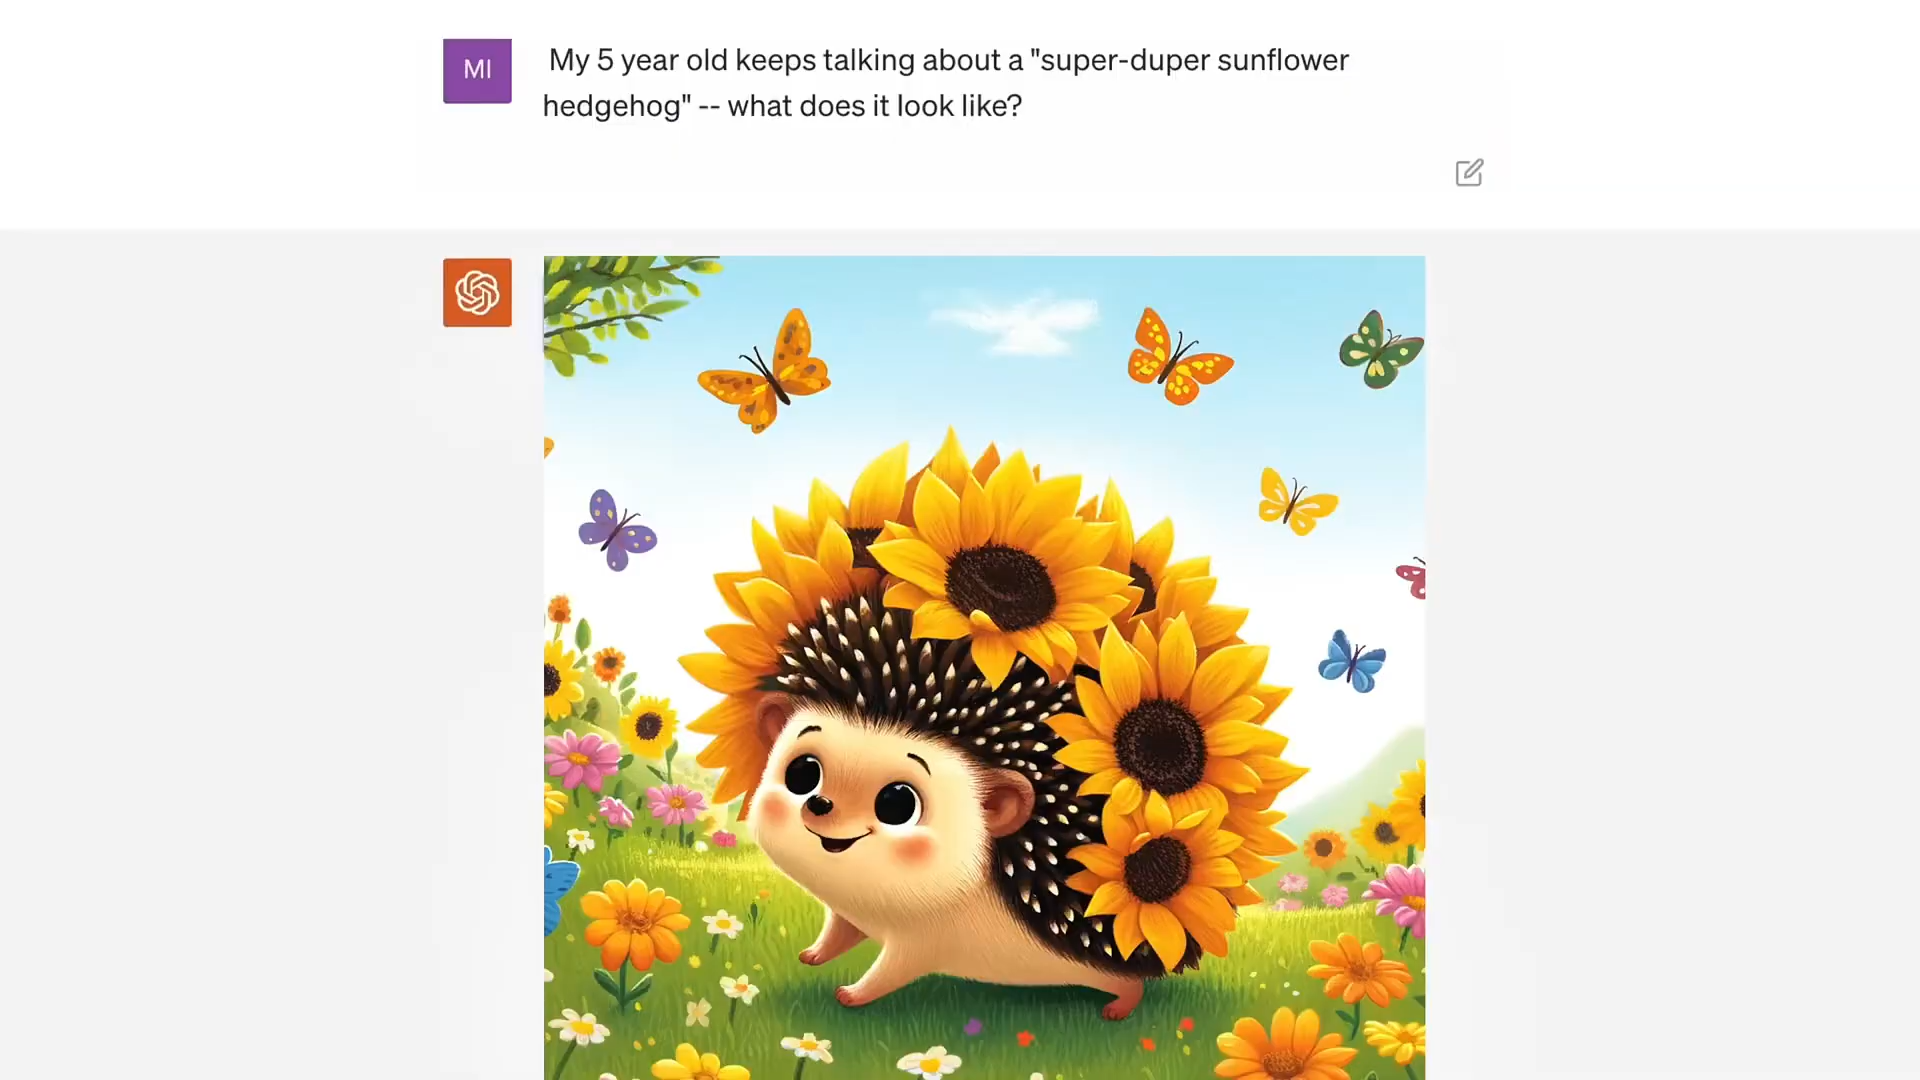 MI
My 5 year old keeps talking about a "super-duper sunflower
hedgehog" -- what does it look like?